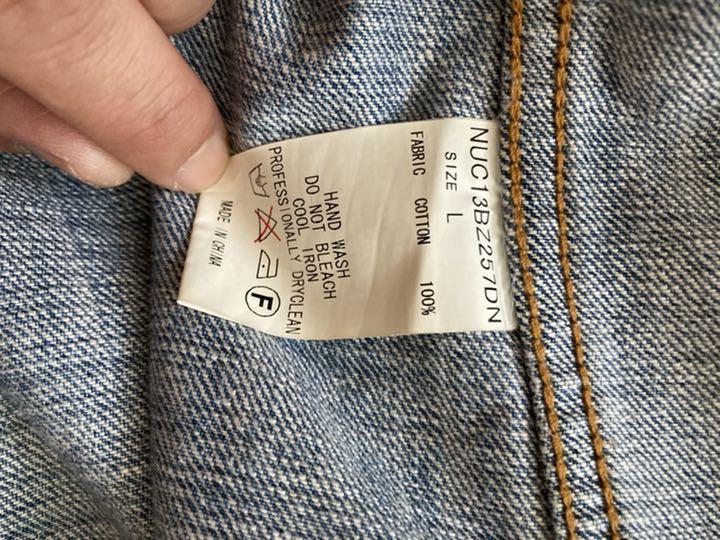 NUC13BZ257DN
SIZE L
FABRIC COTTON 100%
HAND WASH
DO NOT BLEACH
COOL IRON
PROFESSIONALLY DRYCLEAN
F
MADE IN CHINA